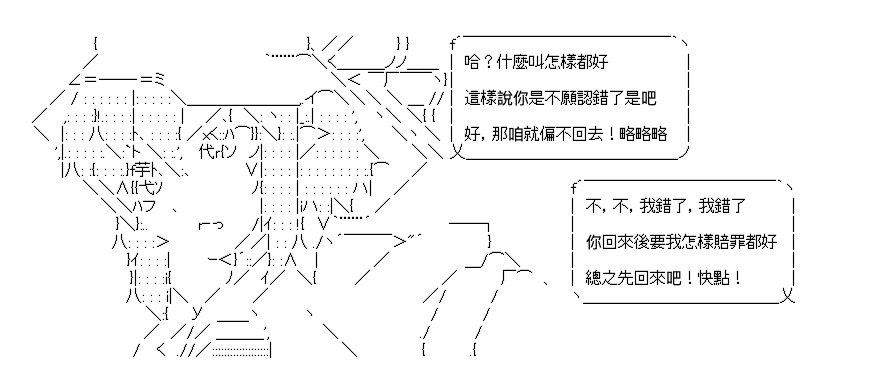 哈？什麼叫怎樣都好
這樣說你是不願認錯了是吧
好，那咱就偏不回去！略略略
不，不，我錯了，我錯了
你回來後要我怎樣賠罪都好
總之先回來吧！快點！